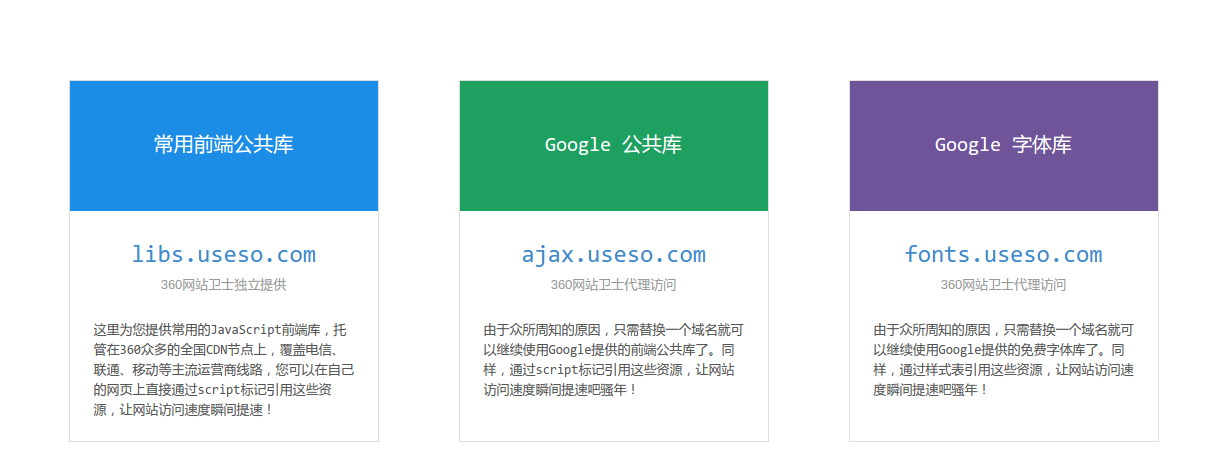 常用前端公共库
libs.useso.com
360网站卫士独立提供
这里为您提供常用的JavaScript前端库，托
管在360众多的全国CDN节点上，覆盖电信、
联通、移动等主流运营商线路，您可以在自己
的网页上直接通过script标记引用这些资
源，让网站访问速度瞬间提速！
Google 公共库
ajax.useso.com
360网站卫士代理访问
由于众所周知的原因，只需替换一个域名就可
以继续使用Google提供的前端公共库了。同
样，通过script标记引用这些资源，让网站
访问速度瞬间提速吧骚年！
Google 字体库
fonts.useso.com
360网站卫士代理访问
由于众所周知的原因，只需替换一个域名就可
以继续使用Google提供的免费字体库了。同
样，通过样式表引用这些资源，让网站访问速
度瞬间提速吧骚年！